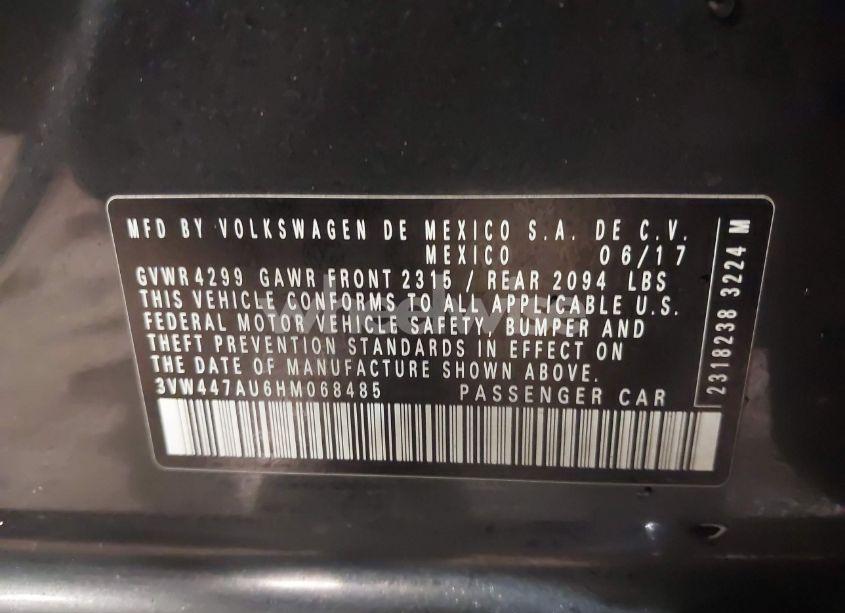 MFD BY VOLKSWAGEN DE MEXICO S.A. DE C.V.
MEXICO 06/17
GVWR 4299 GAWR FRONT 2315 / REAR 2094 LBS
THIS VEHICLE CONFORMS TO ALL APPLICABLE U.S.
FEDERAL MOTOR VEHICLE SAFETY, BUMPER AND
THEFT PREVENTION STANDARDS IN EFFECT ON
THE DATE OF MANUFACTURE SHOWN ABOVE.
3VW447AU6HM068485 PASSENGER CAR
2318238 3224 M